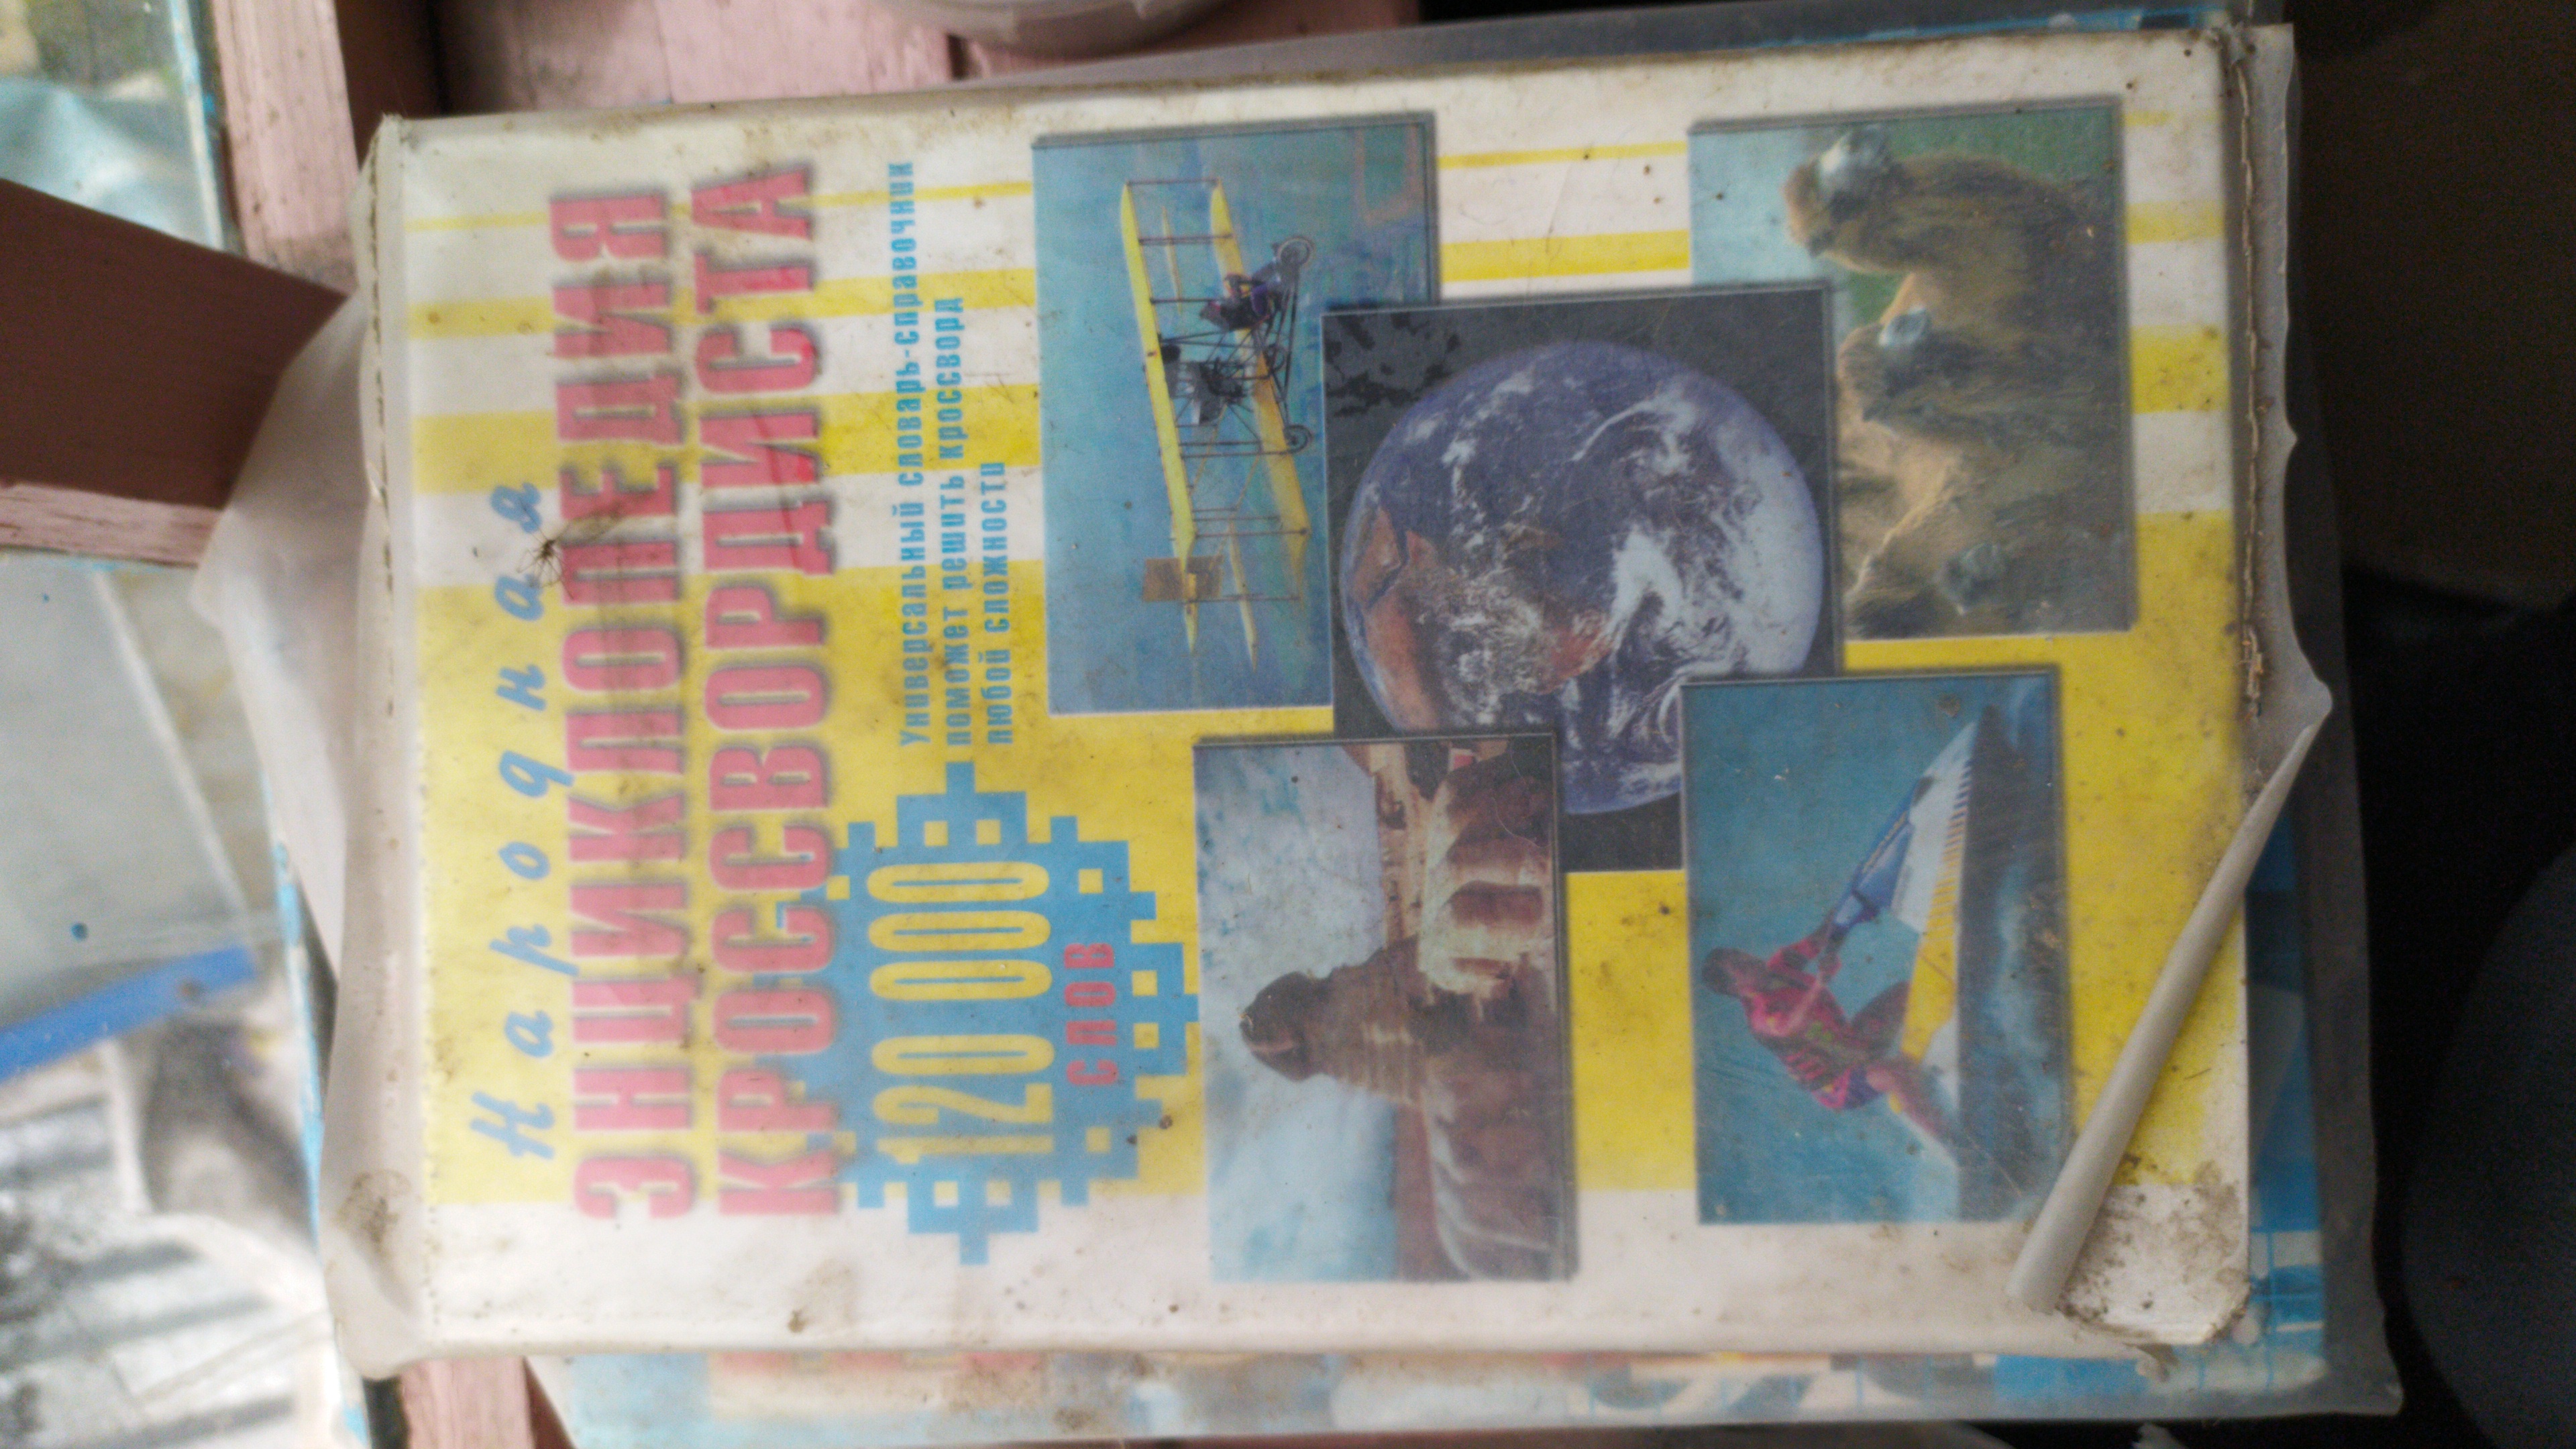 Народная
ЭНЦИКЛОПЕДИЯ
КРОССВОРДИСТА
Универсальный словарь-справочник
поможет решить кроссворд
любой сложности
120 000
слов